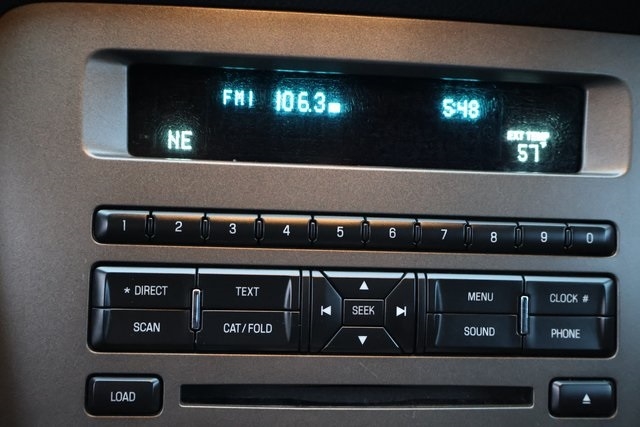 FM1 106.3 5:48
NE EXT TEMP
57°
1 2 3 4 5 6 7 8 9 0
* DIRECT TEXT MENU CLOCK #
SEEK
SCAN CAT/FOLD SOUND PHONE
LOAD